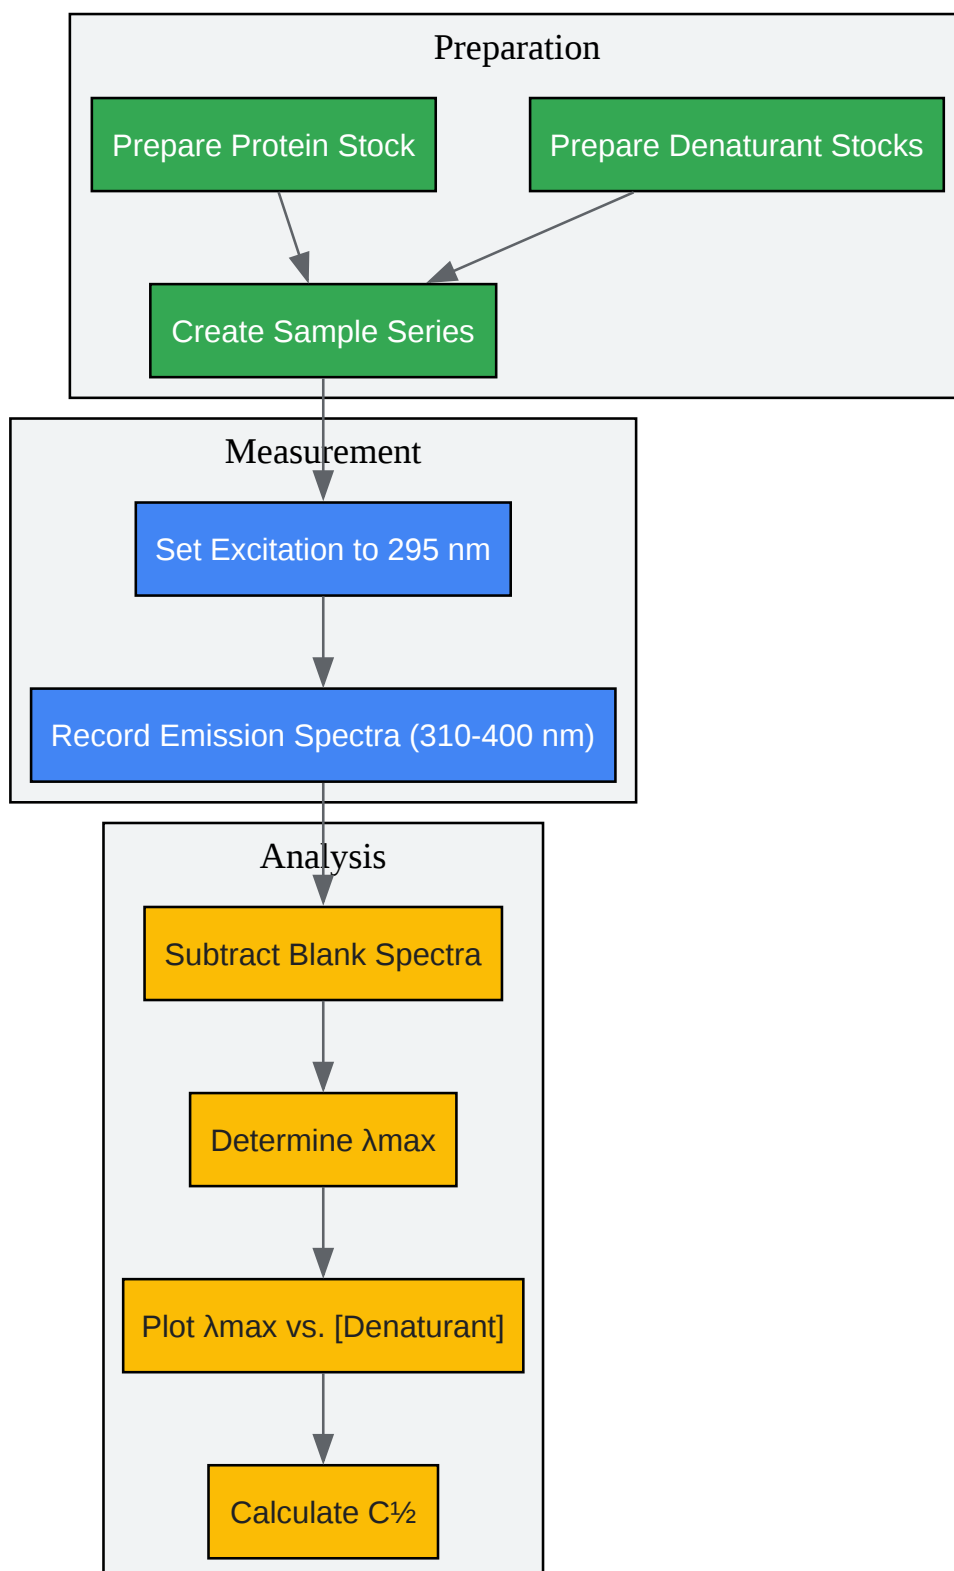 Preparation
Prepare Protein Stock
Prepare Denaturant Stocks
Create Sample Series
Measurement
Set Excitation to 295 nm
Record Emission Spectra (310-400 nm)
Analysis
Subtract Blank Spectra
Determine λmax
Plot λmax vs. [Denaturant]
Calculate C½